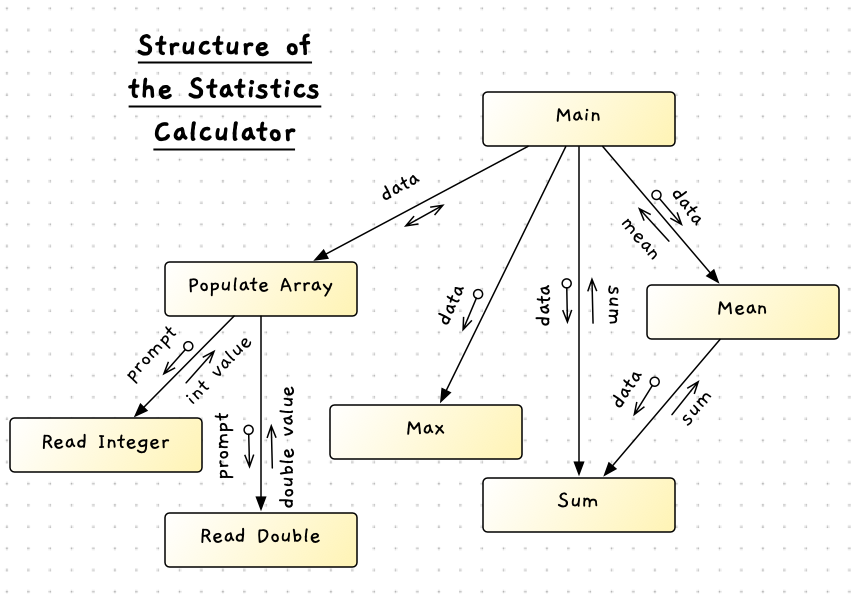 Structure of
the Statistics
Calculator
Main
data
data
mean
Populate Array
data
data
sum
Mean
prompt
int value
data
sum
Read Integer
prompt
double value
Max
Sum
Read Double